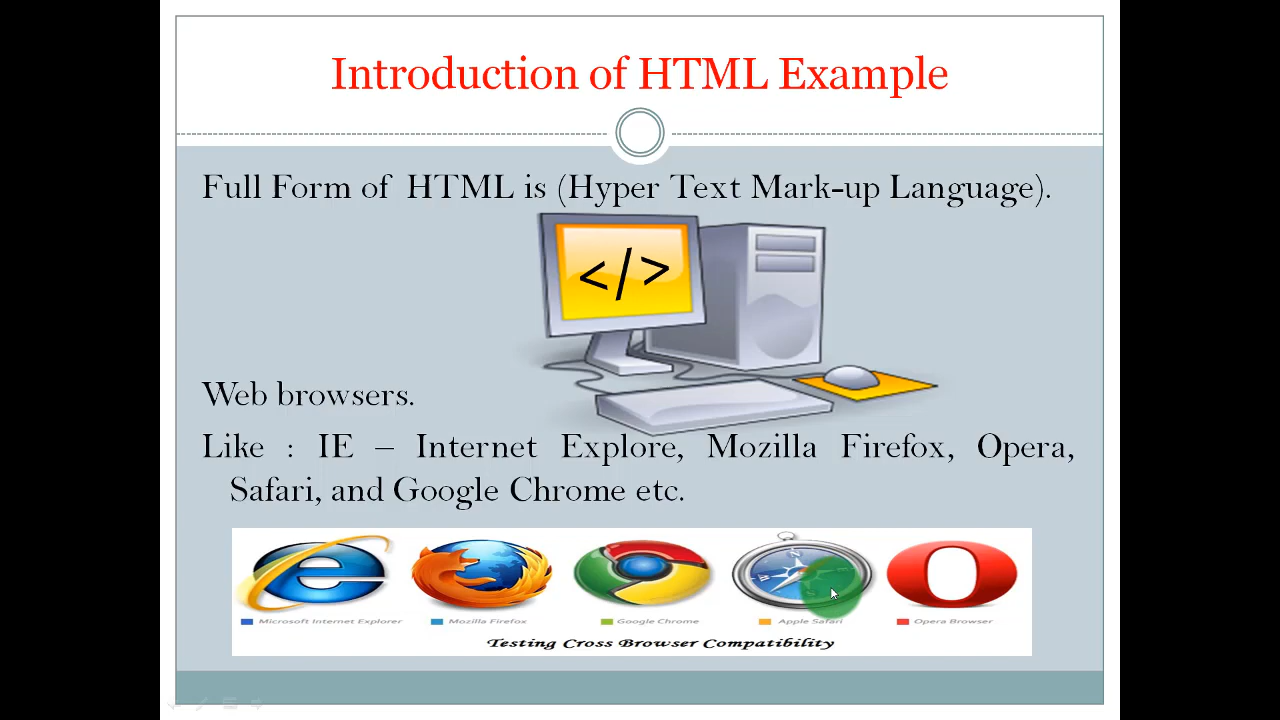 Introduction of HTML Example
Full Form of HTML is (Hyper Text Mark-up Language).
</>
Web browsers.
Like : IE – Internet Explore, Mozilla Firefox, Opera,
Safari, and Google Chrome etc.
Microsoft Internet Explorer Mozilla Firefox Google Chrome Apple Safari Opera Browser
Testing Cross Browser Compatibility